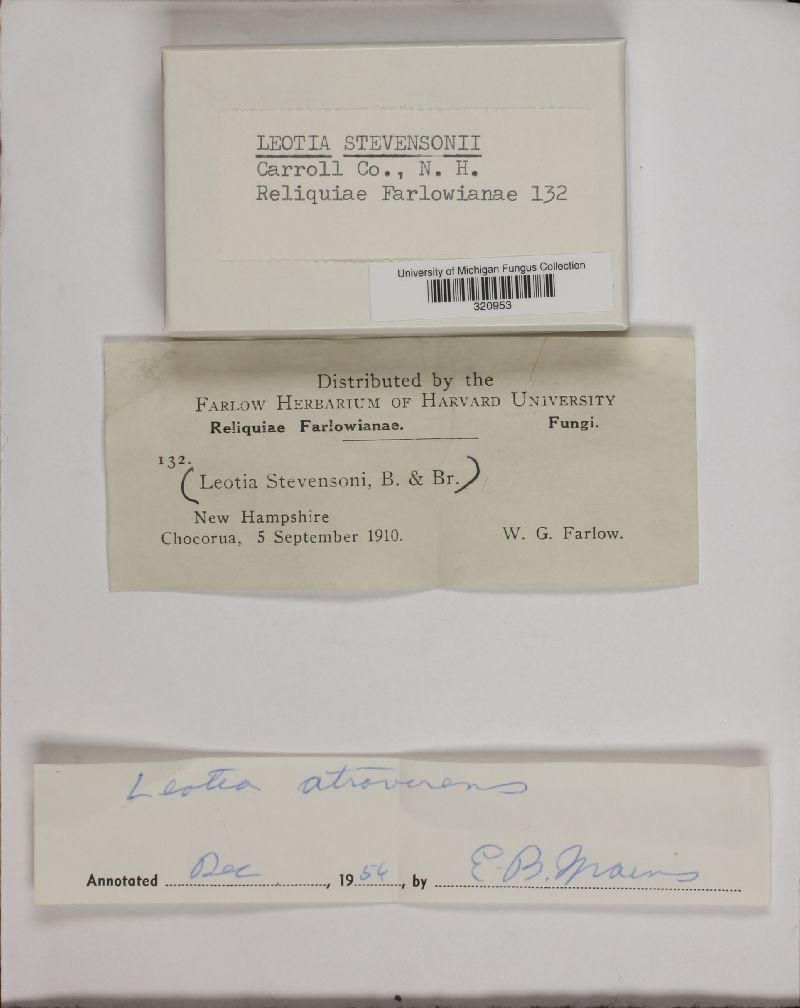 LEOTIA STEVENSONII
Carroll Co., N. H.
Reliquiae Farlowianae 132
University of Michigan Fungus Collection
320953
Distributed by the
FARLOW HERBARIUM OF HARVARD UNIVERSITY
Reliquiae Farlowianae. Fungi.
132.
(Leotia Stevensoni, B. & Br.)
New Hampshire
Chocorua, 5 September 1910. W. G. Farlow.
Leotia atrovirens
Annotated Dec, 1954, by E. B. Mains